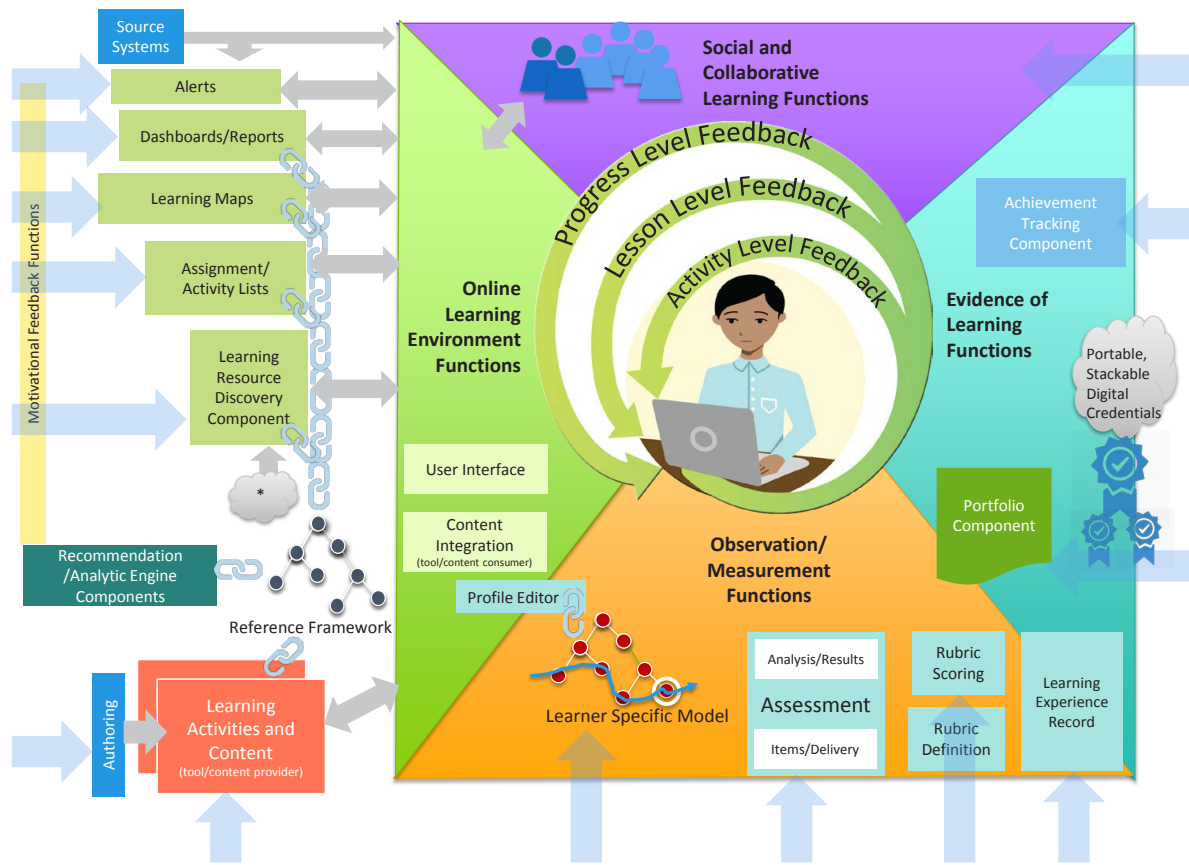 Source
Systems
Alerts
Dashboards/Reports
Learning Maps
Assignment/
Activity Lists
Learning
Resource
Discovery
Component
*
Motivational Feedback Functions
Recommendation
/Analytic Engine
Components
Reference Framework
Authoring
Learning
Activities and
Content
(tool/content provider)
Social and
Collaborative
Learning Functions
Progress Level Feedback
Lesson Level Feedback
Activity Level Feedback
Online
Learning
Environment
Functions
User Interface
Content
Integration
(tool/content consumer)
Profile Editor
Learner Specific Model
Observation/
Measurement
Functions
Analysis/Results
Assessment
Items/Delivery
Rubric
Scoring
Rubric
Definition
Learning
Experience
Record
Achievement
Tracking
Component
Evidence of
Learning
Functions
Portable,
Stackable
Digital
Credentials
Portfolio
Component